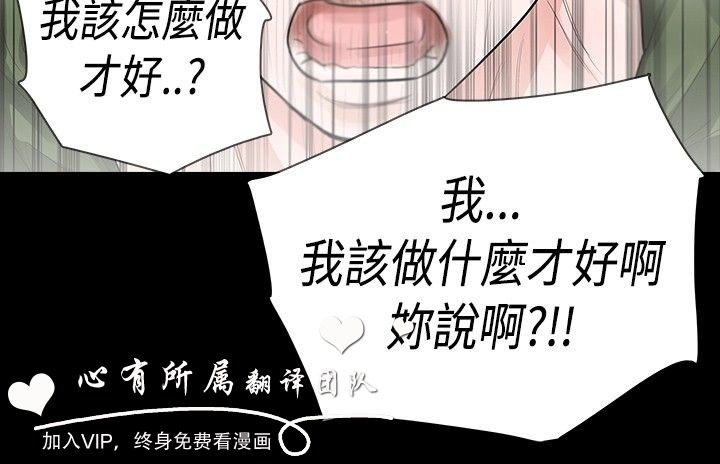 我該怎麼做
才好..?
我...
我該做什麼才好啊
妳說啊?!!
心有所属翻译团队
加入VIP，终身免费看漫画